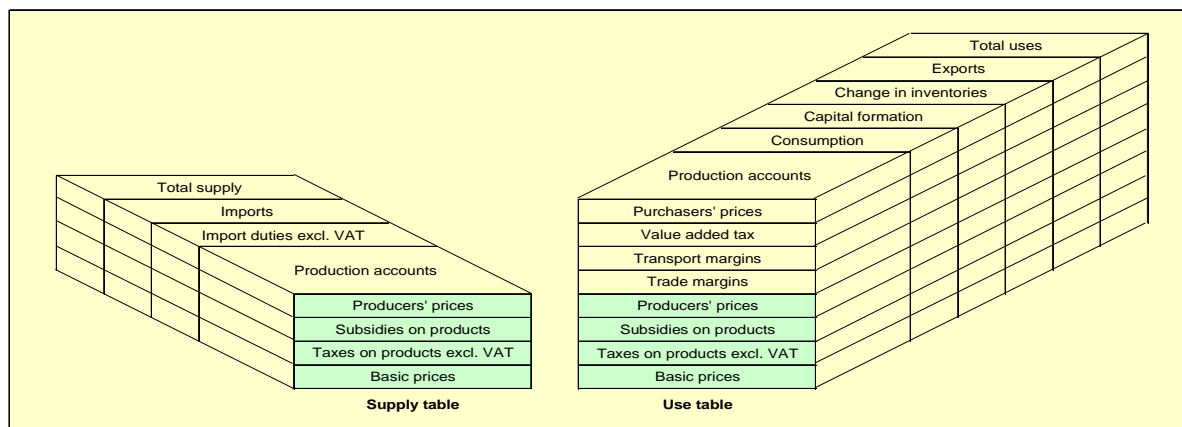 Total supply
Imports
Import duties excl. VAT
Production accounts
Producers' prices
Subsidies on products
Taxes on products excl. VAT
Basic prices
Supply table
Total uses
Exports
Change in inventories
Capital formation
Consumption
Production accounts
Purchasers' prices
Value added tax
Transport margins
Trade margins
Producers' prices
Subsidies on products
Taxes on products excl. VAT
Basic prices
Use table